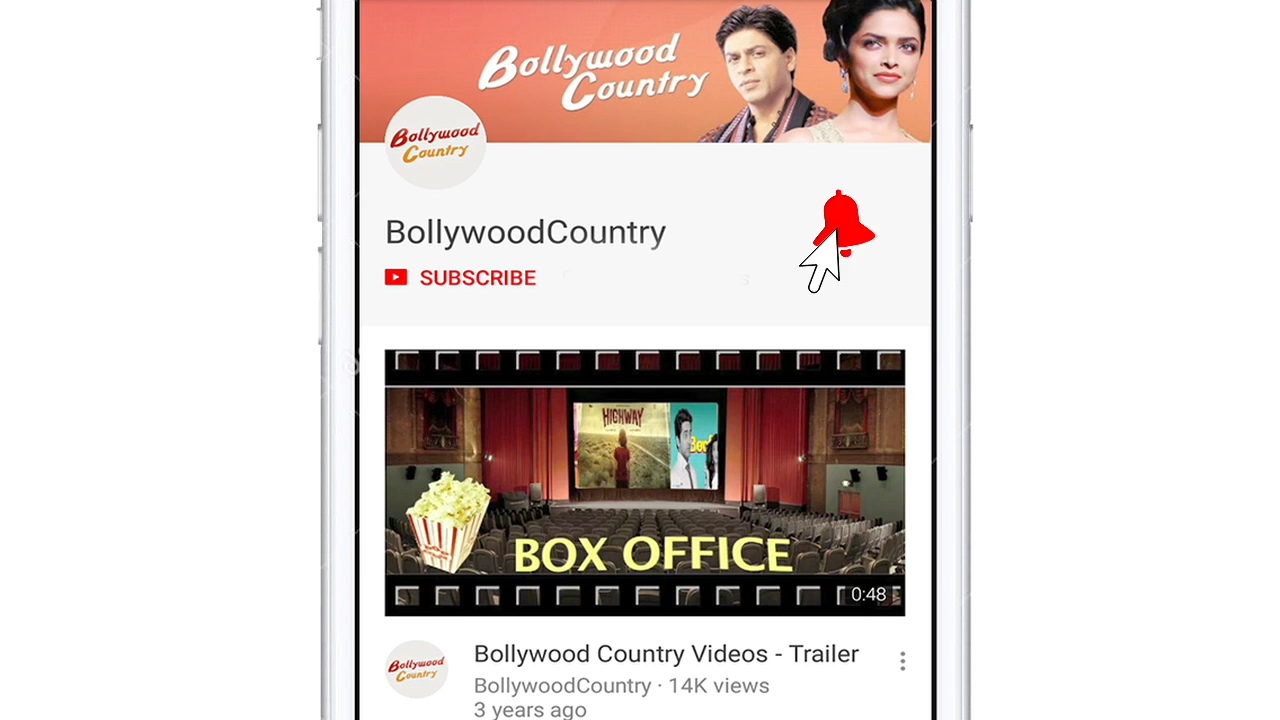 Bollywood
Country
Bollywood
Country
BollywoodCountry
SUBSCRIBE
HIGHWAY
BOX OFFICE
0:48
Bollywood Country Videos - Trailer
Bollywood
Country
BollywoodCountry · 14K views
3 years ago